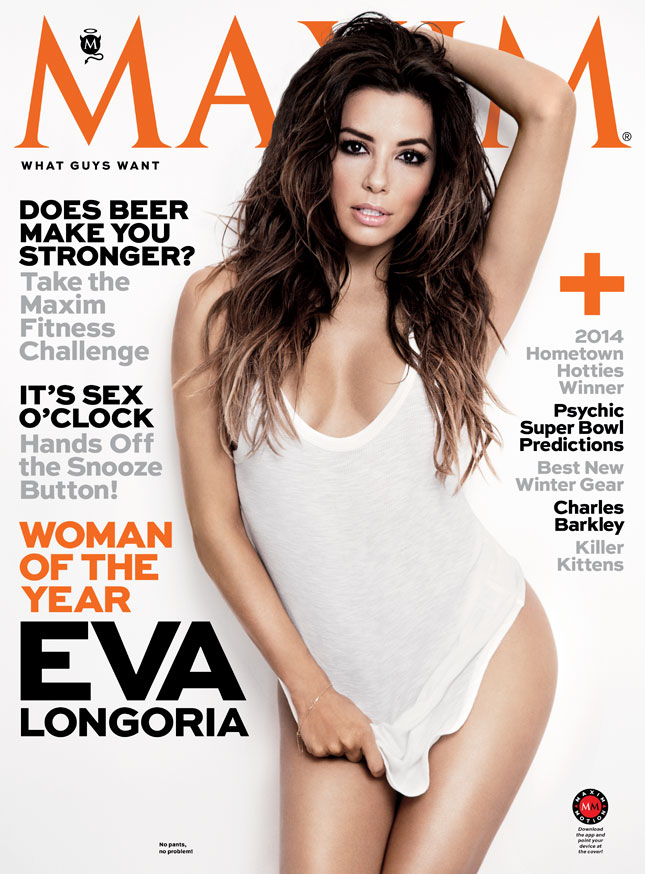 MAXIM
M
®
WHAT GUYS WANT
DOES BEER
MAKE YOU
STRONGER?
Take the
Maxim
Fitness
Challenge
IT'S SEX
O'CLOCK
Hands Off
the Snooze
Button!
WOMAN
OF THE
YEAR
EVA
LONGORIA
No pants,
no problem!
+
2014
Hometown
Hotties
Winner
Psychic
Super Bowl
Predictions
Best New
Winter Gear
Charles
Barkley
Killer
Kittens
MAXIM
MM
MOTION
Download
the app and
point your
device at
the cover!